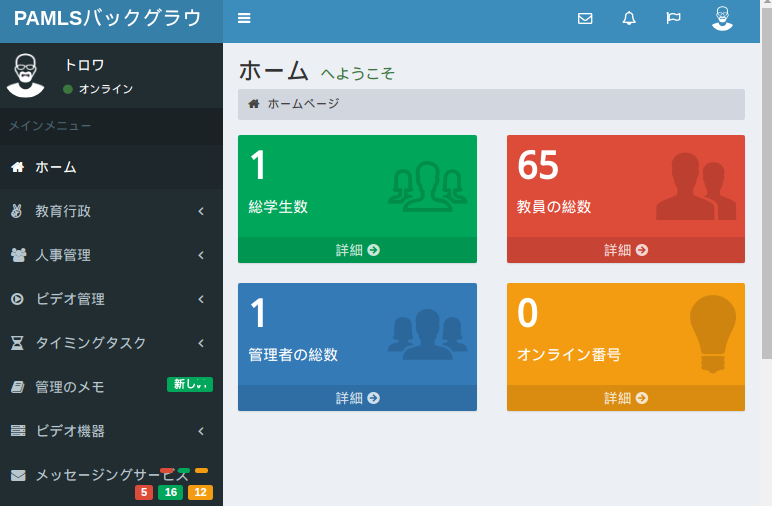 PAMLSバックグラウ
トロワ
オンライン
メインメニュー
ホーム
教育行政
人事管理
ビデオ管理
タイミングタスク
管理のメモ
ビデオ機器
メッセージングサービス
5 16 12
ホーム へようこそ
ホームページ
1
総学生数
詳細
65
教員の総数
詳細
1
管理者の総数
詳細
0
オンライン番号
詳細